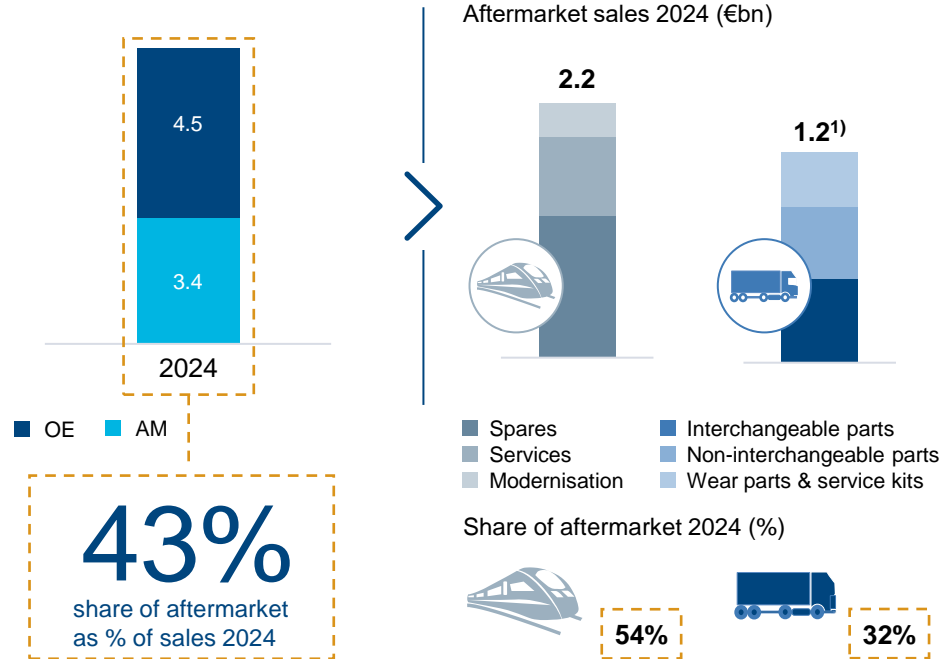 4.5
3.4
2024
OE AM
43%
share of aftermarket
as % of sales 2024
Aftermarket sales 2024 (€bn)
2.2
1.2¹⁾
Spares
Services
Modernisation
Interchangeable parts
Non-interchangeable parts
Wear parts & service kits
Share of aftermarket 2024 (%)
54%
32%